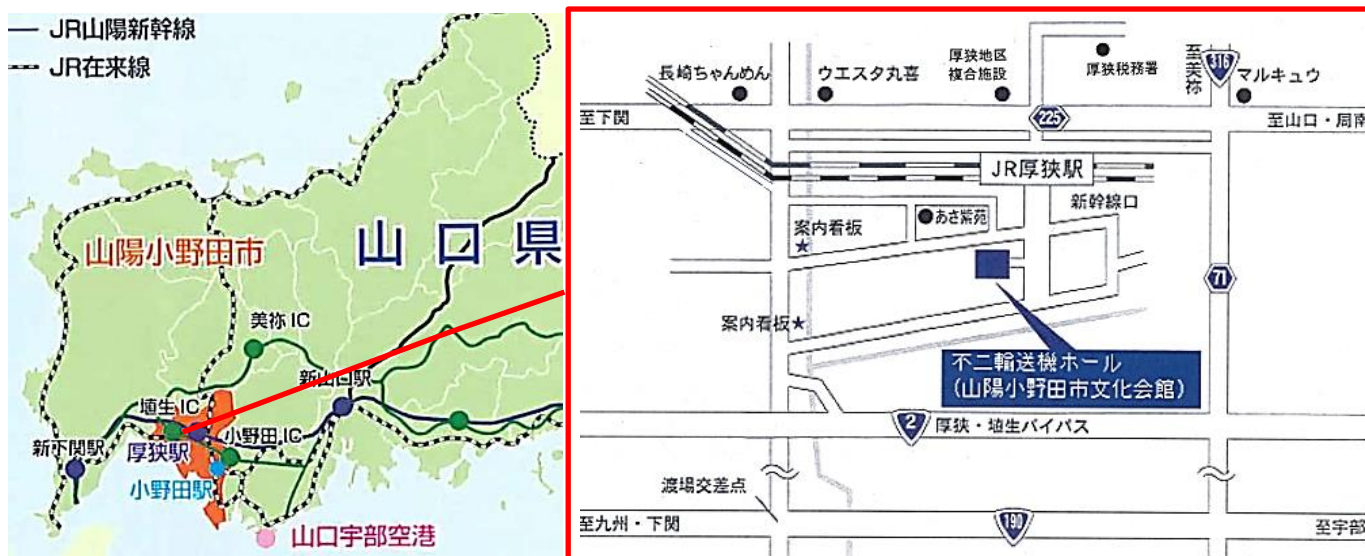 JR山陽新幹線
JR在来線
山陽小野田市
山口県
美祢IC
新山口駅
埴生IC
小野田IC
新下関駅
厚狭駅
小野田駅
山口宇部空港
長崎ちゃんめん
ウエスタ丸喜
厚狭地区
複合施設
厚狭税務署
至美祢
316
マルキュウ
至下関
225
至山口・周南
JR厚狭駅
新幹線口
あさ紫苑
案内看板
71
案内看板
不二輸送機ホール
(山陽小野田市文化会館)
2
厚狭・埴生バイパス
渡場交差点
至九州・下関
190
至宇部